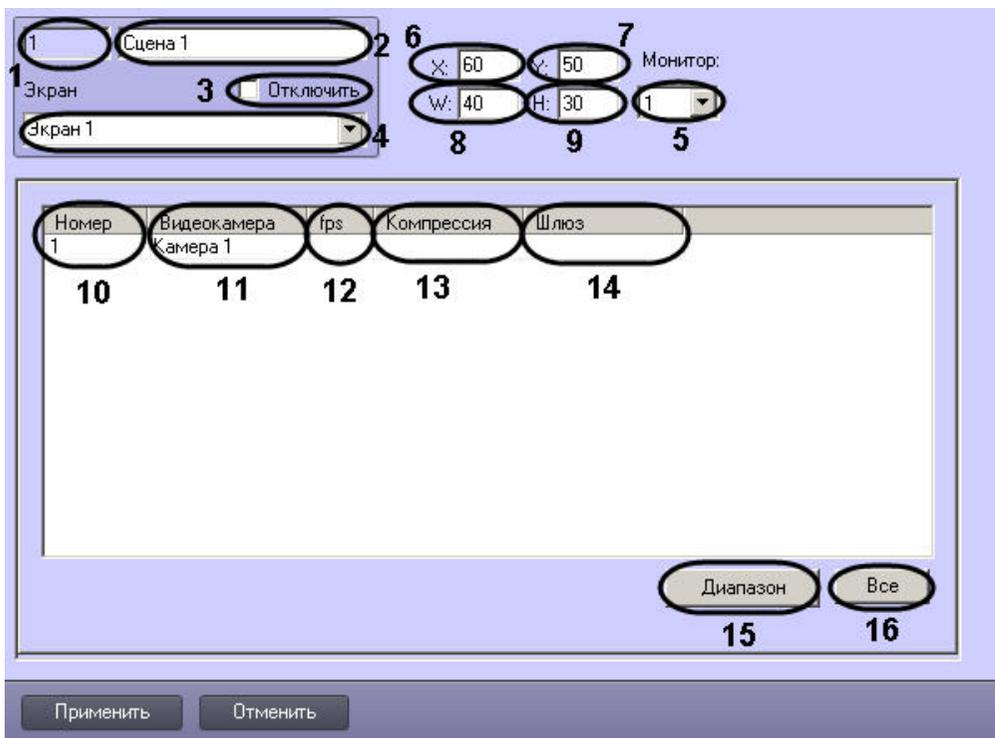 1 Сцена 1
1 2
Экран 3 Отключить
Экран 1 4
6 7
X: 60 Y: 50 Монитор:
W: 40 H: 30 1
8 9 5
Номер Видеокамера fps Компрессия Шлюз
1 Камера 1
10 11 12 13 14
Диапазон Все
15 16
Применить Отменить